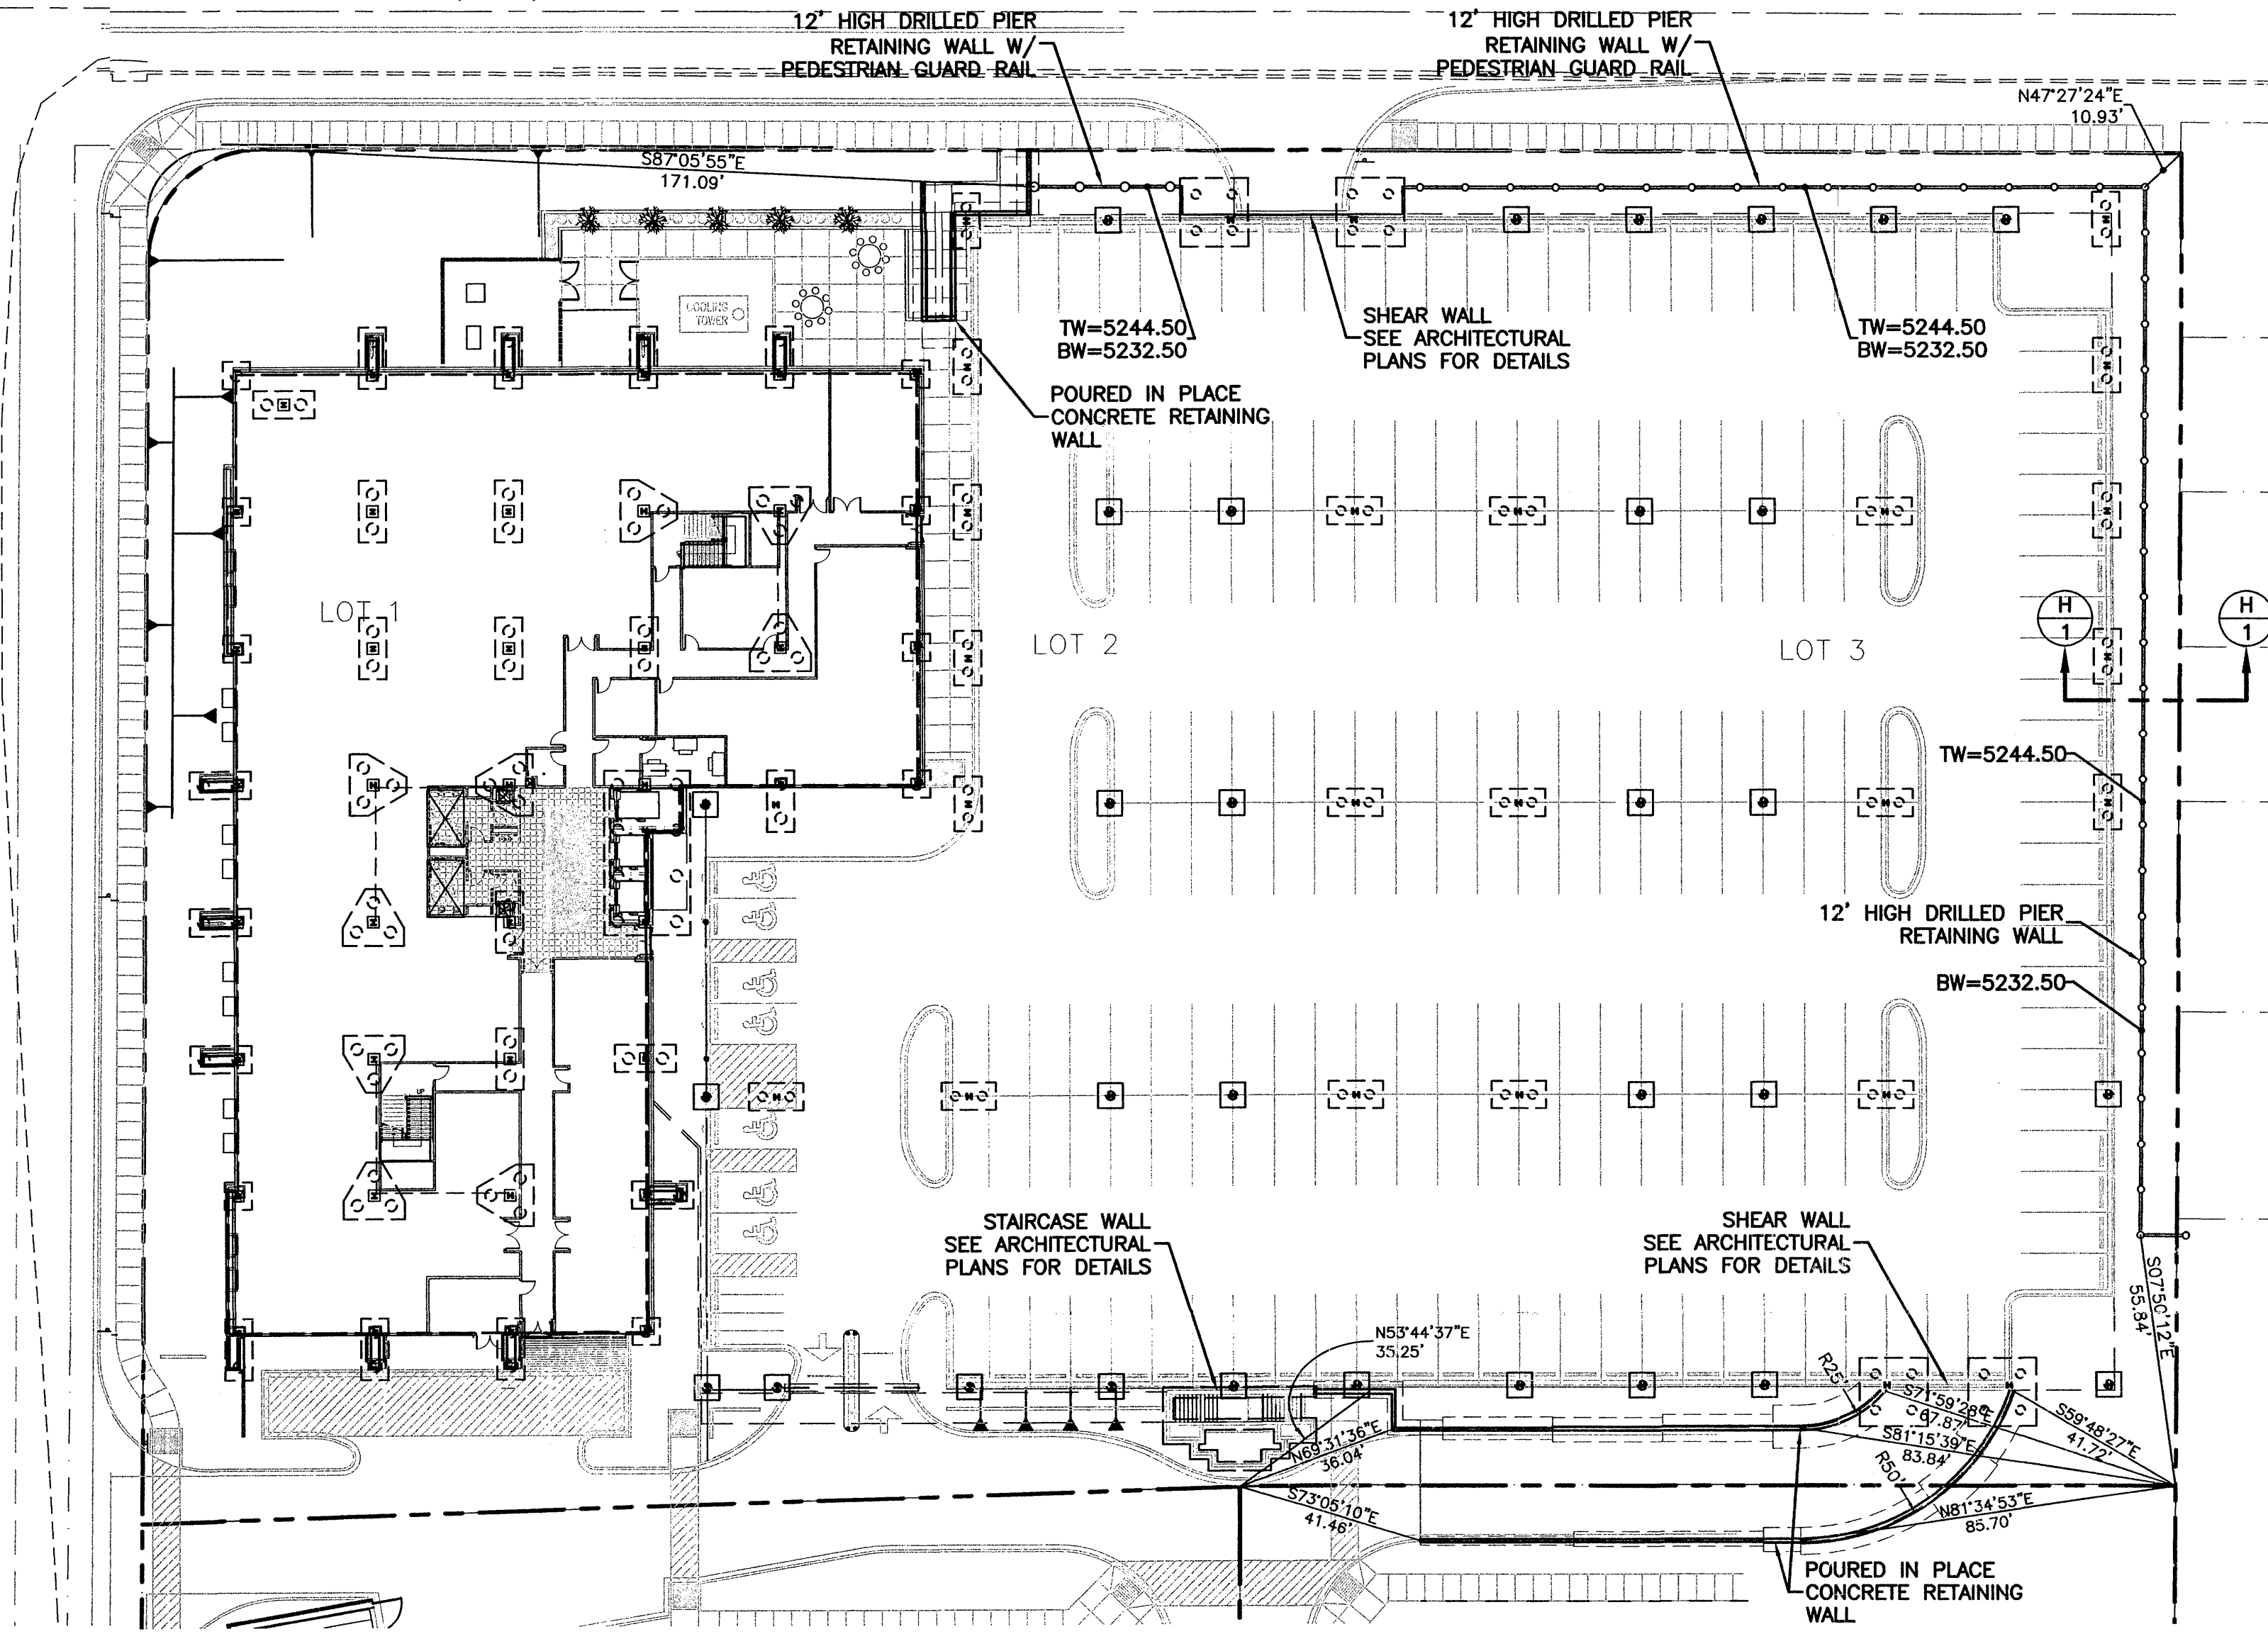 12' HIGH DRILLED PIER
RETAINING WALL W/
PEDESTRIAN GUARD RAIL
12' HIGH DRILLED PIER
RETAINING WALL W/
PEDESTRIAN GUARD RAIL
N47°27'24"E
10.93'
S87°05'55"E
171.09'
COOLING
TOWER
TW=5244.50
BW=5232.50
SHEAR WALL
SEE ARCHITECTURAL
PLANS FOR DETAILS
TW=5244.50
BW=5232.50
POURED IN PLACE
CONCRETE RETAINING
WALL
LOT 1
LOT 2
LOT 3
H
1
H
1
TW=5244.50
12' HIGH DRILLED PIER
RETAINING WALL
BW=5232.50
UP
STAIRCASE WALL
SEE ARCHITECTURAL
PLANS FOR DETAILS
SHEAR WALL
SEE ARCHITECTURAL
PLANS FOR DETAILS
S07°50'12"E
55.84'
N53°44'37"E
35.25'
R25'
S71°59'28"E
67.87'
S59°48'27"E
41.72'
N69°31'36"E
36.04'
S81°15'39"E
83.84'
R50'
S73°05'10"E
41.46'
N81°34'53"E
85.70'
POURED IN PLACE
CONCRETE RETAINING
WALL